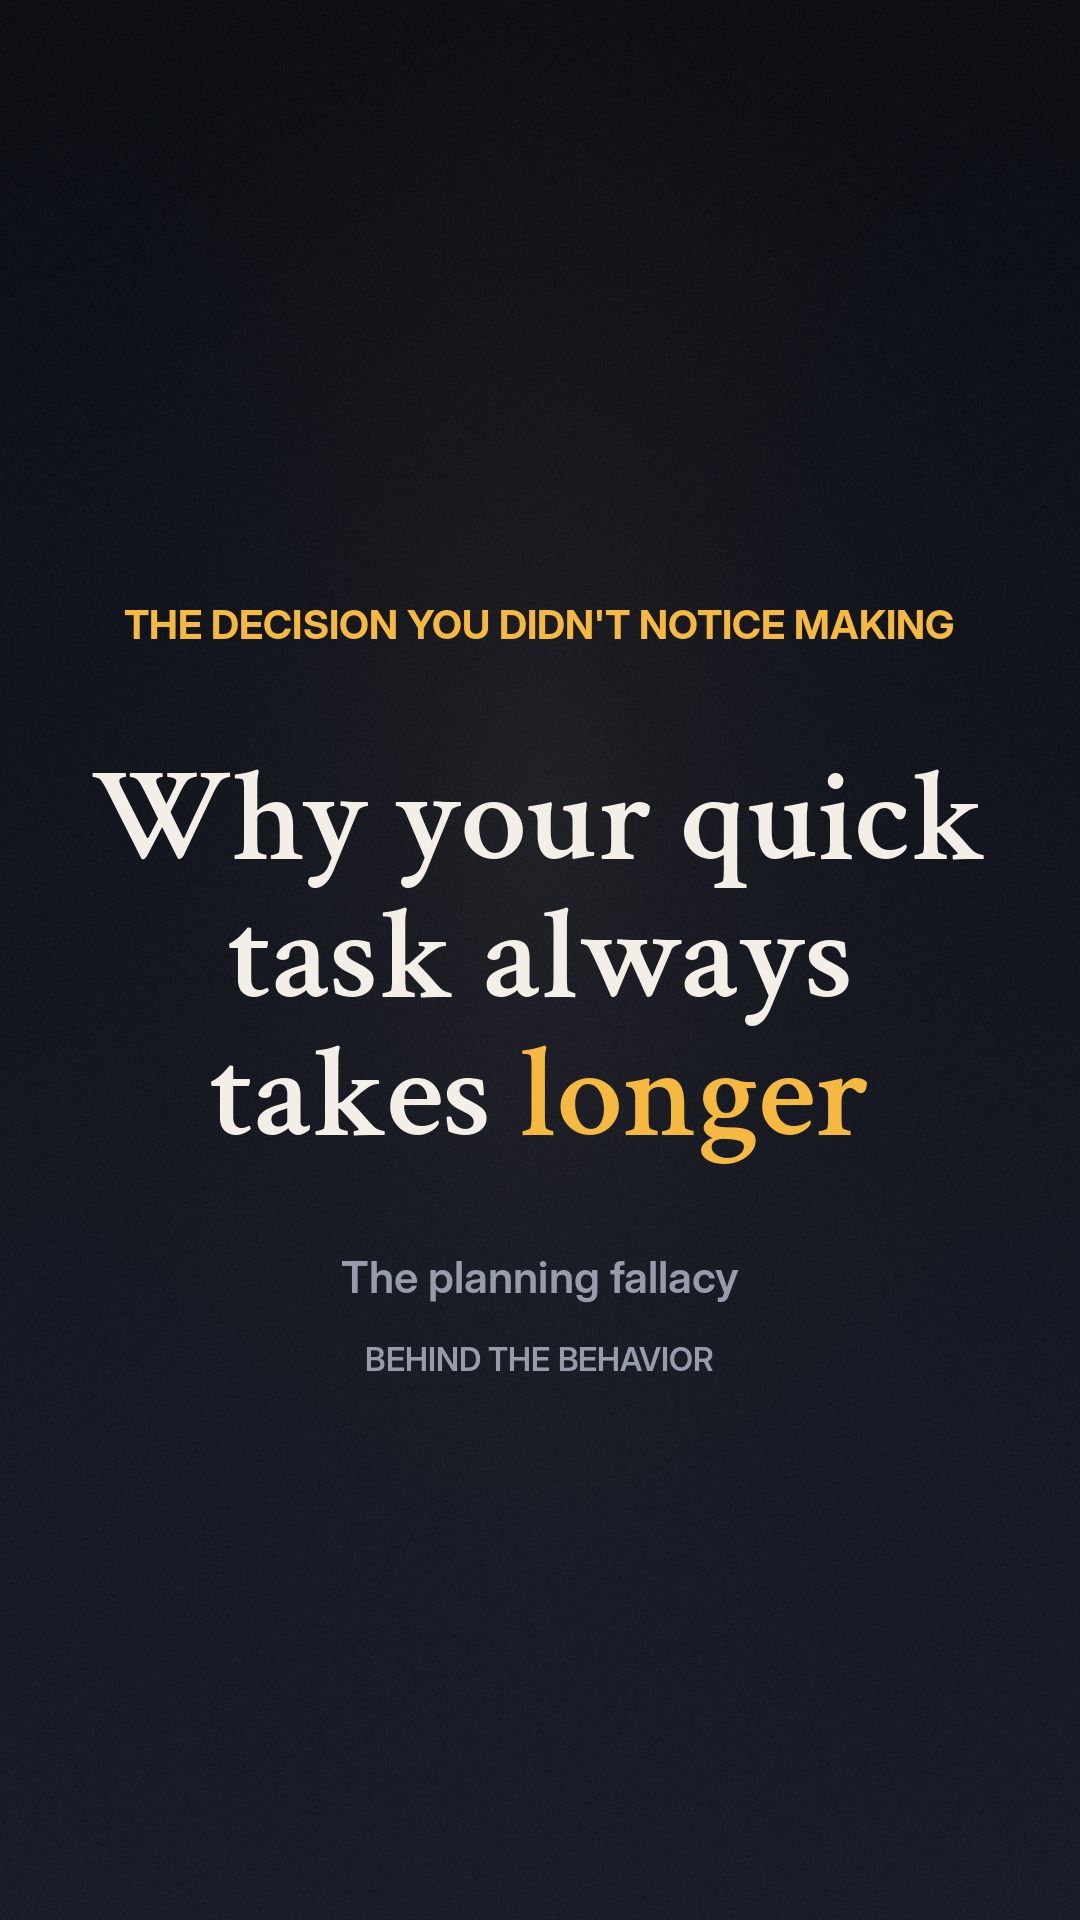 THE DECISION YOU DIDN'T NOTICE MAKING
Why your quick
task always
takes longer
The planning fallacy
BEHIND THE BEHAVIOR